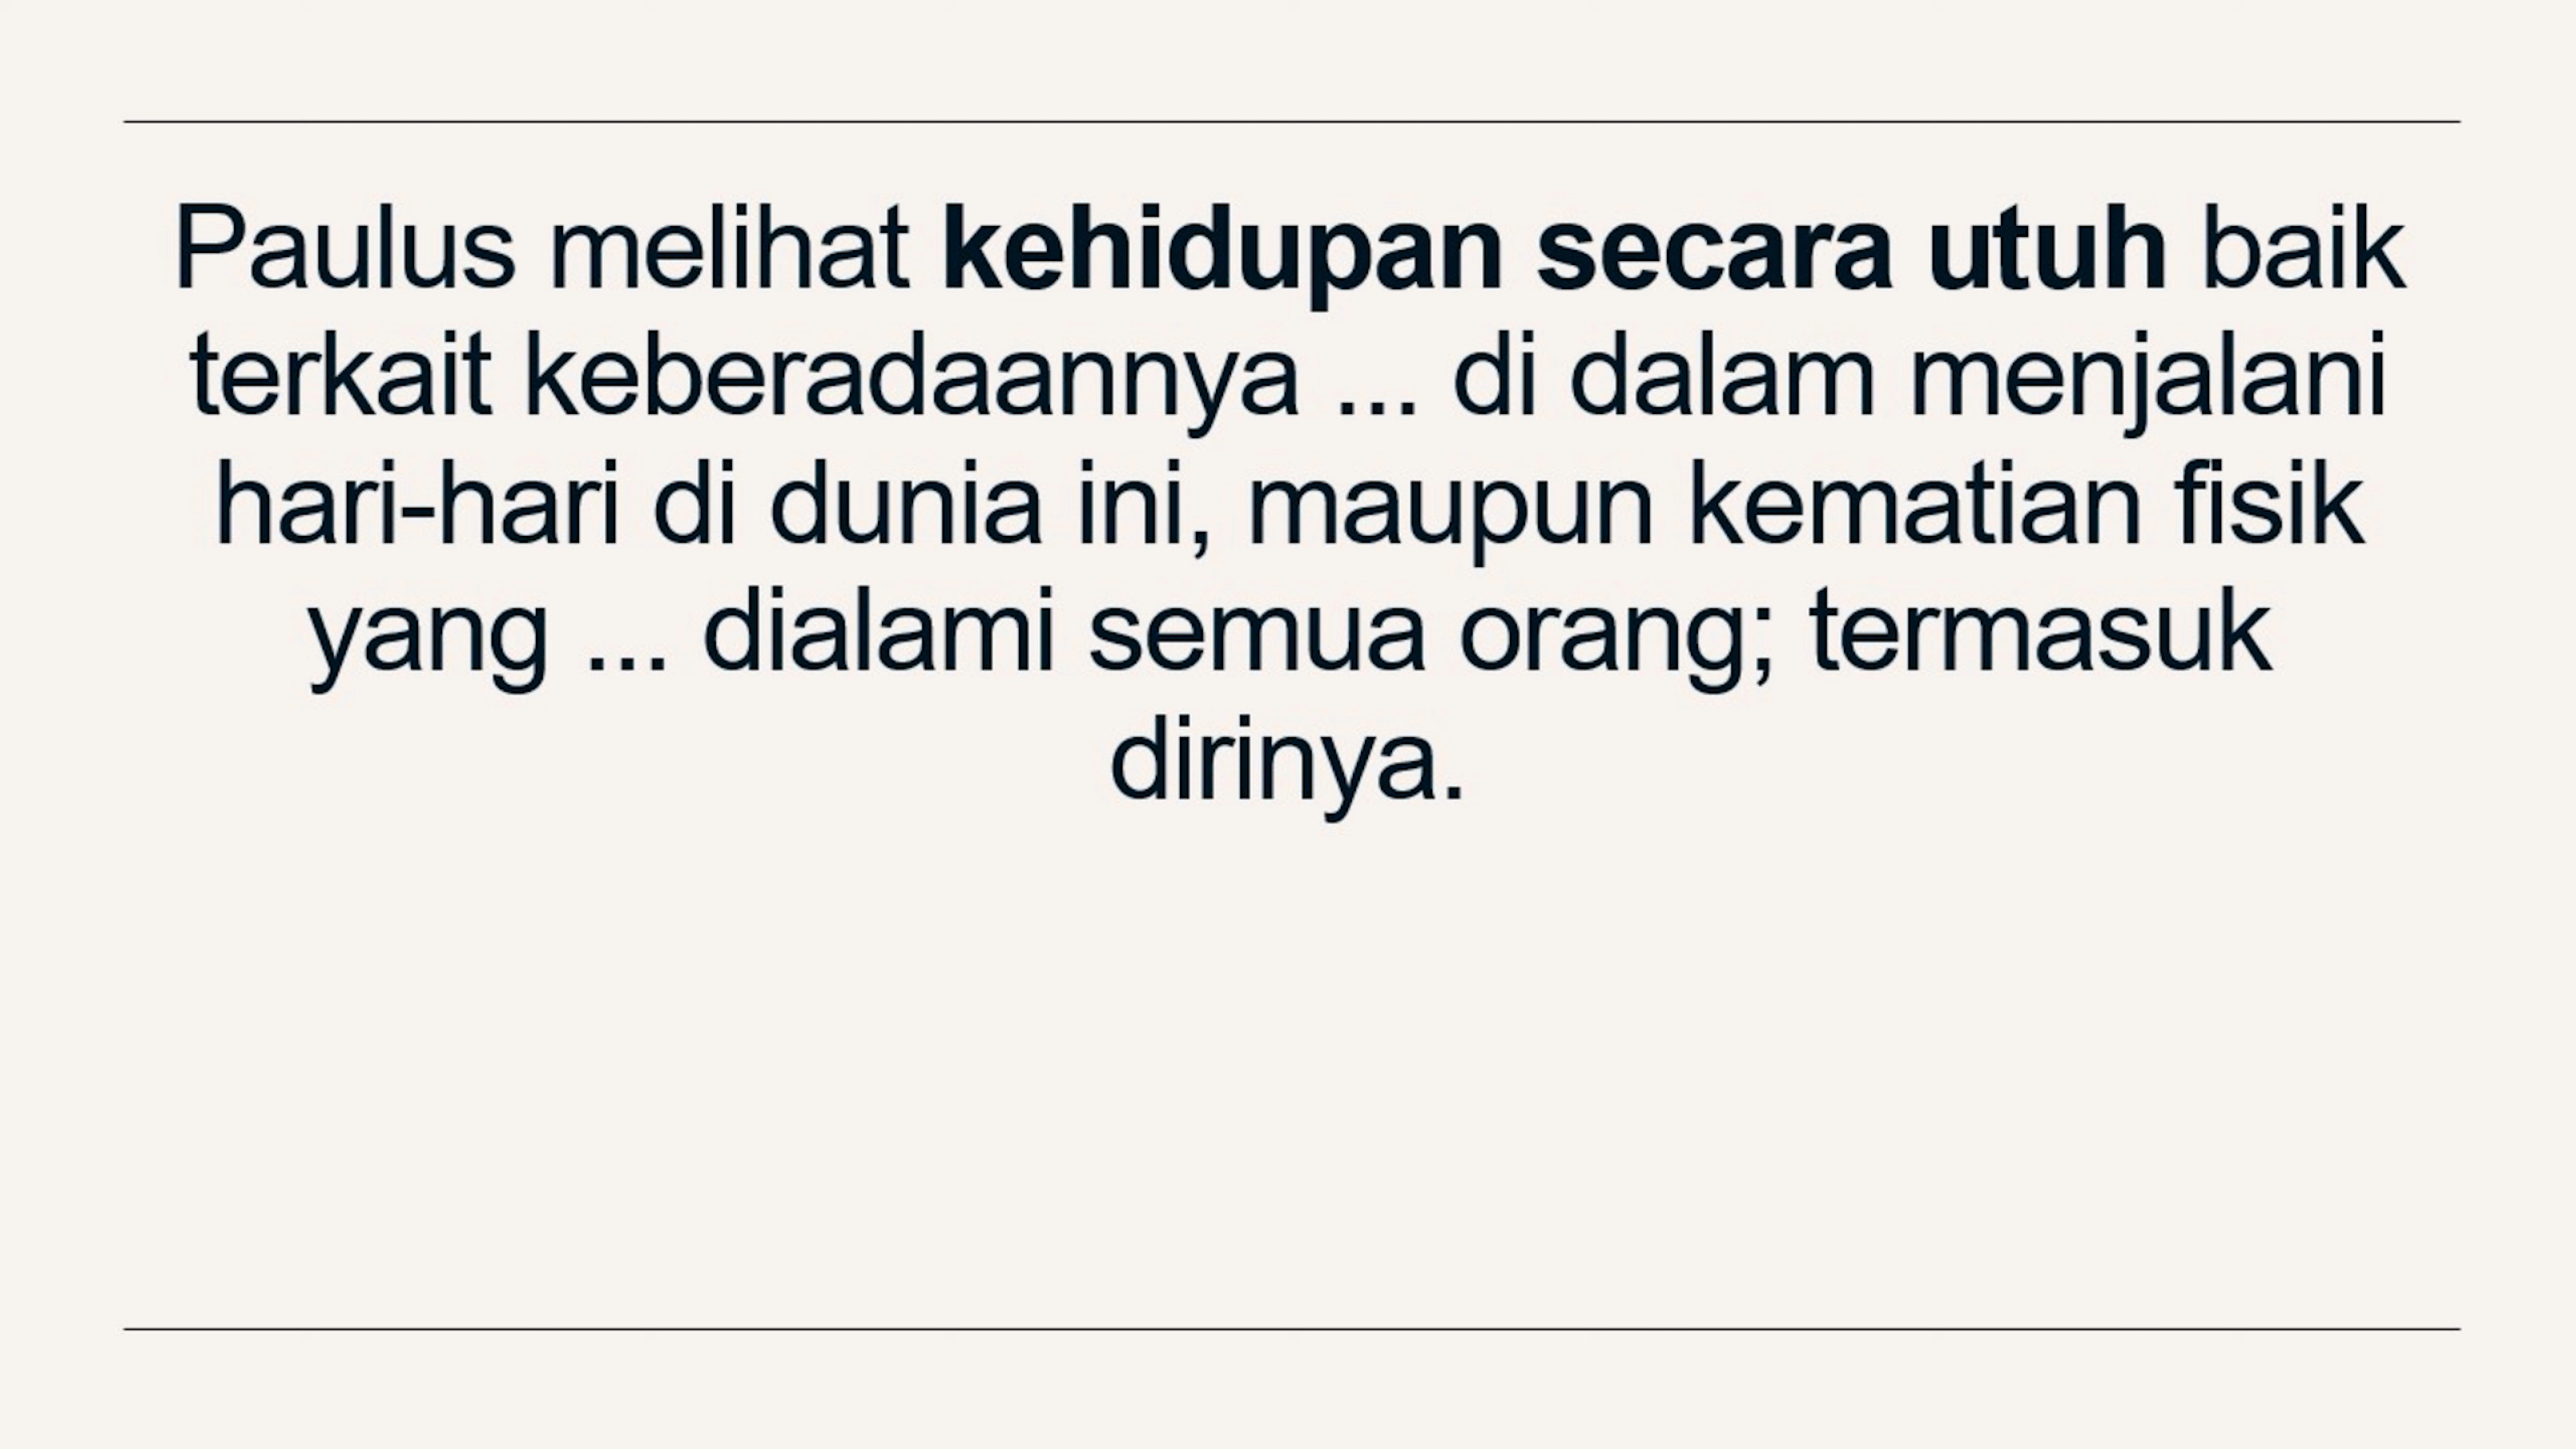 Paulus melihat kehidupan secara utuh baik
terkait keberadaannya ... di dalam menjalani
hari-hari di dunia ini, maupun kematian fisik
yang ... dialami semua orang; termasuk
dirinya.